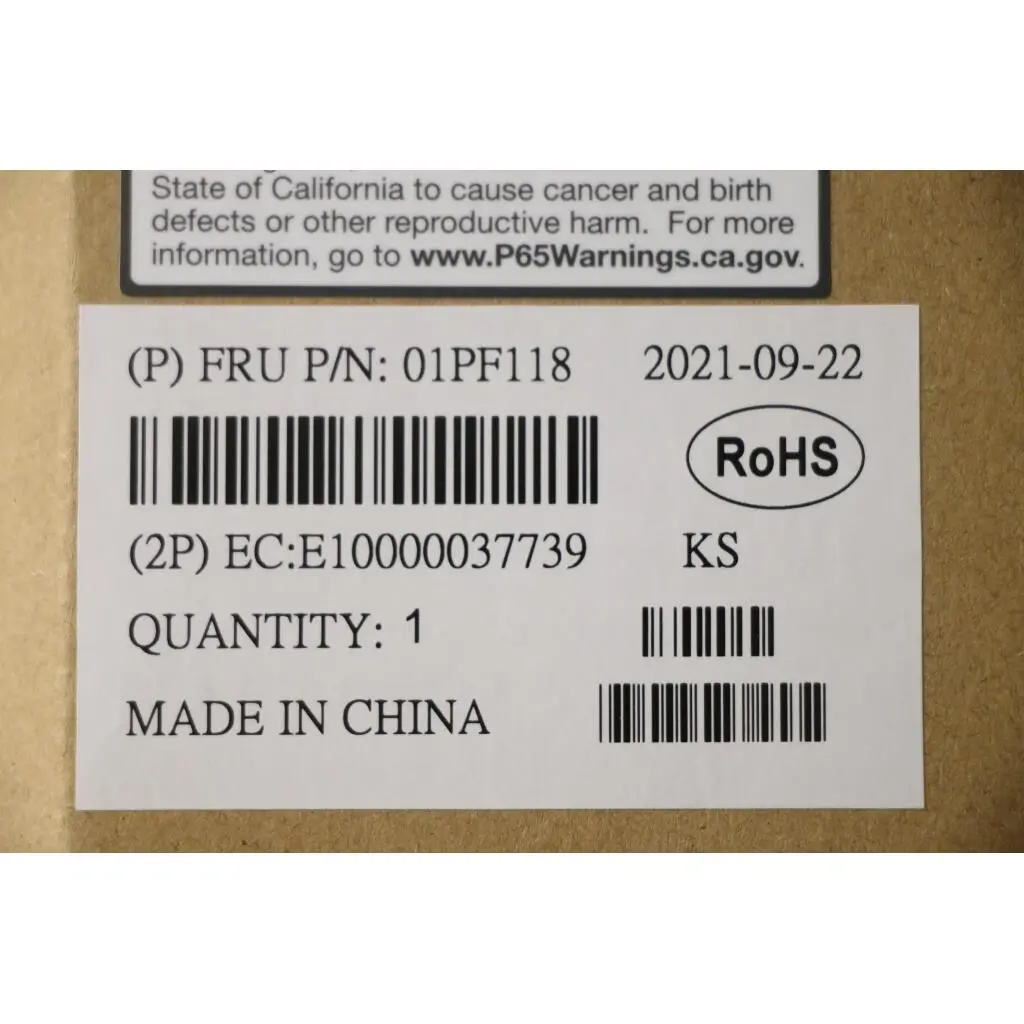 State of California to cause cancer and birth
defects or other reproductive harm. For more
information, go to www.P65Warnings.ca.gov.
(P) FRU P/N: 01PF118 2021-09-22
RoHS
(2P) EC:E10000037739 KS
QUANTITY: 1
MADE IN CHINA